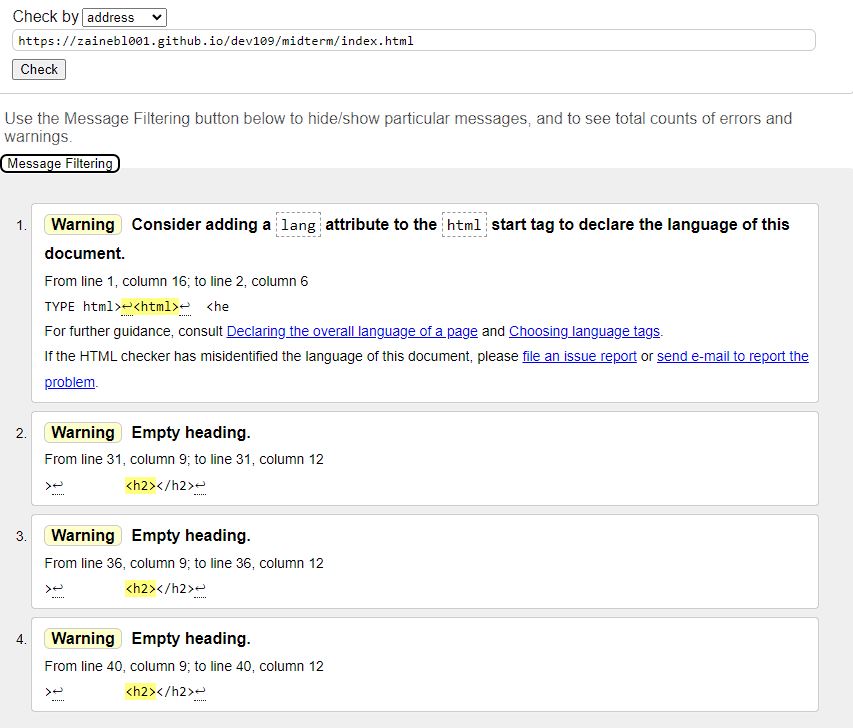 Check by address
https://zainebl001.github.io/dev109/midterm/index.html
Check
Use the Message Filtering button below to hide/show particular messages, and to see total counts of errors and
warnings.
Message Filtering
1. Warning Consider adding a lang attribute to the html start tag to declare the language of this
document.
From line 1, column 16; to line 2, column 6
TYPE html>↩<html>↩  <he
For further guidance, consult Declaring the overall language of a page and Choosing language tags.
If the HTML checker has misidentified the language of this document, please file an issue report or send e-mail to report the
problem.
2. Warning Empty heading.
From line 31, column 9; to line 31, column 12
>↩        <h2></h2>↩
3. Warning Empty heading.
From line 36, column 9; to line 36, column 12
>↩        <h2></h2>↩
4. Warning Empty heading.
From line 40, column 9; to line 40, column 12
>↩        <h2></h2>↩